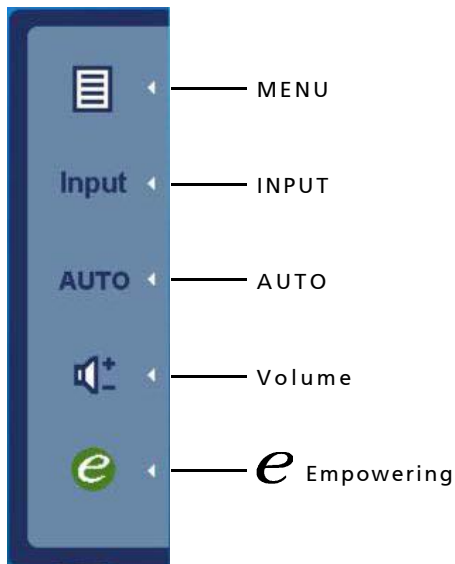 MENU
Input INPUT
AUTO AUTO
Volume
e e Empowering